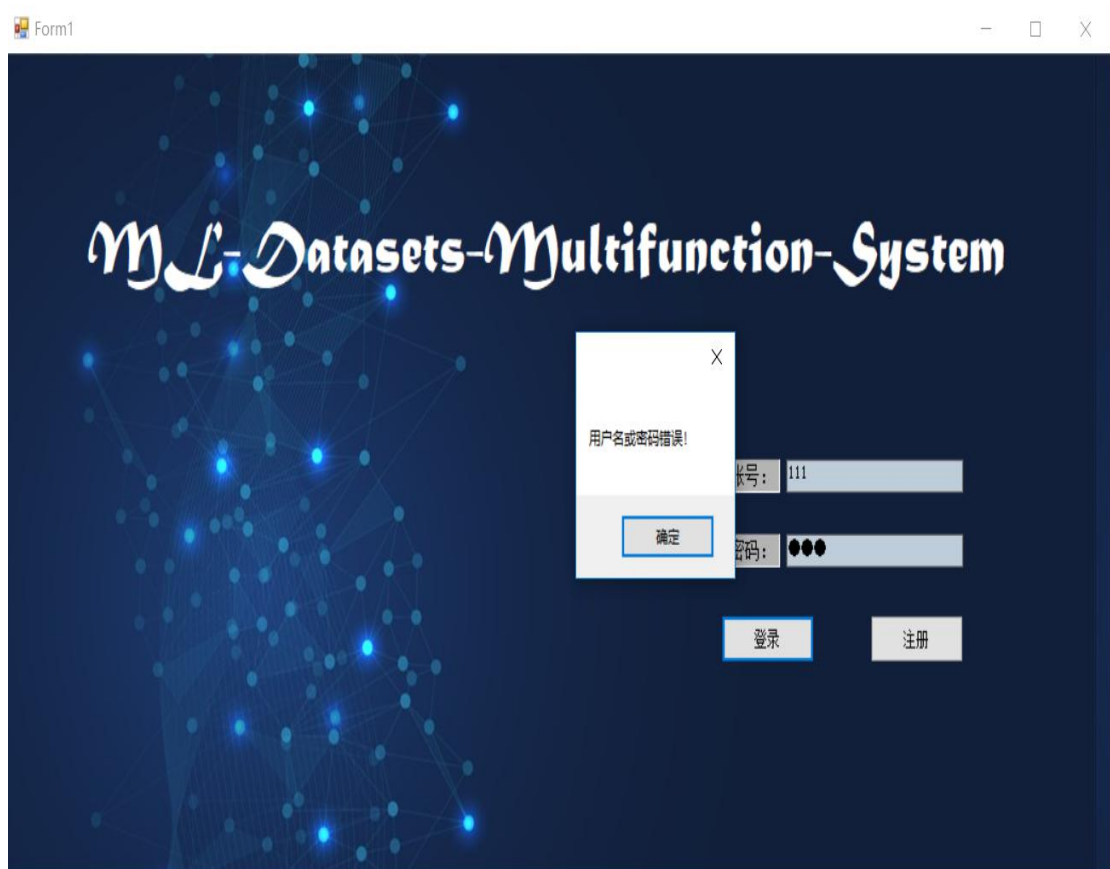 Form1
ML-Datasets-Multifunction-System
用户名或密码错误!
确定
账号: 111
密码:
登录
注册